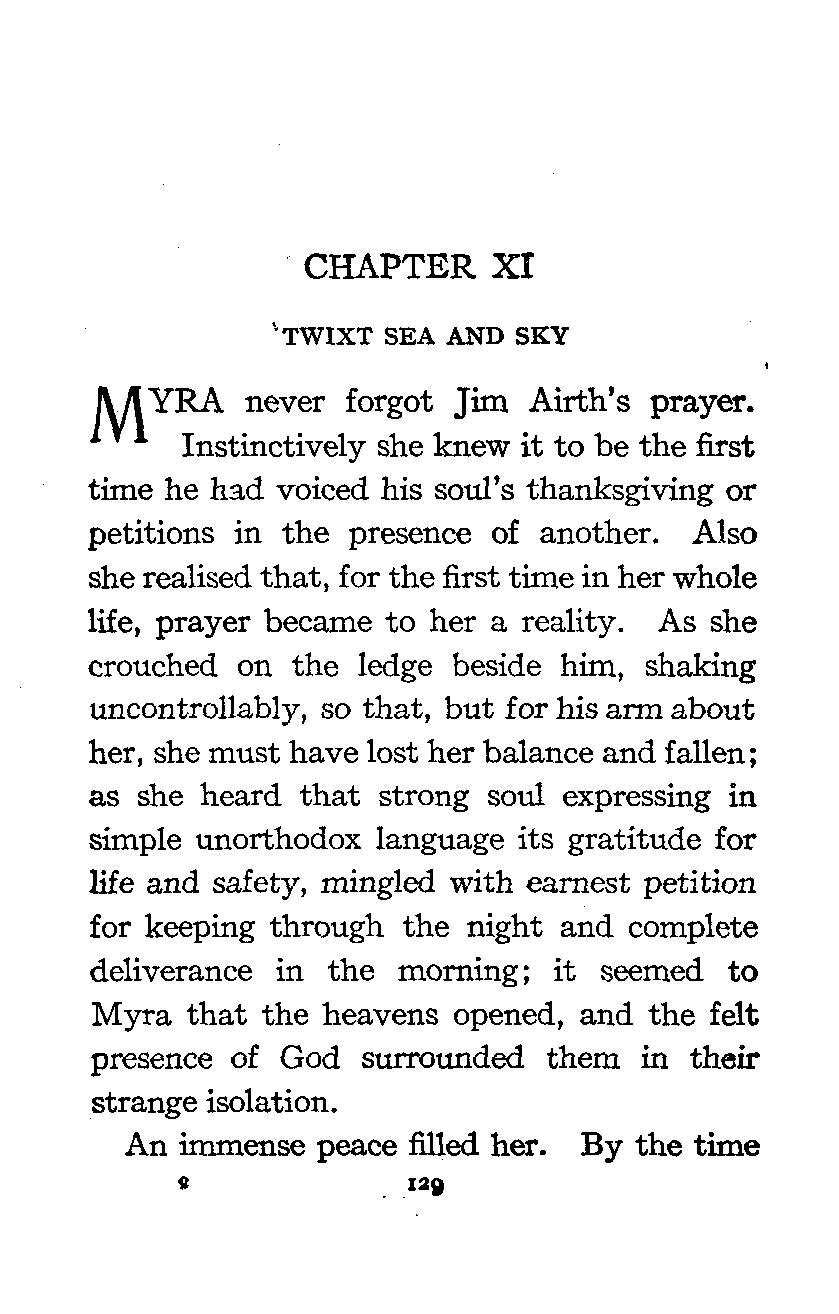 CHAPTER XI
'TWIXT SEA AND SKY
MYRA never forgot Jim Airth's prayer.
Instinctively she knew it to be the first
time he had voiced his soul's thanksgiving or
petitions in the presence of another. Also
she realised that, for the first time in her whole
life, prayer became to her a reality. As she
crouched on the ledge beside him, shaking
uncontrollably, so that, but for his arm about
her, she must have lost her balance and fallen;
as she heard that strong soul expressing in
simple unorthodox language its gratitude for
life and safety, mingled with earnest petition
for keeping through the night and complete
deliverance in the morning; it seemed to
Myra that the heavens opened, and the felt
presence of God surrounded them in their
strange isolation.
An immense peace filled her. By the time
9 129